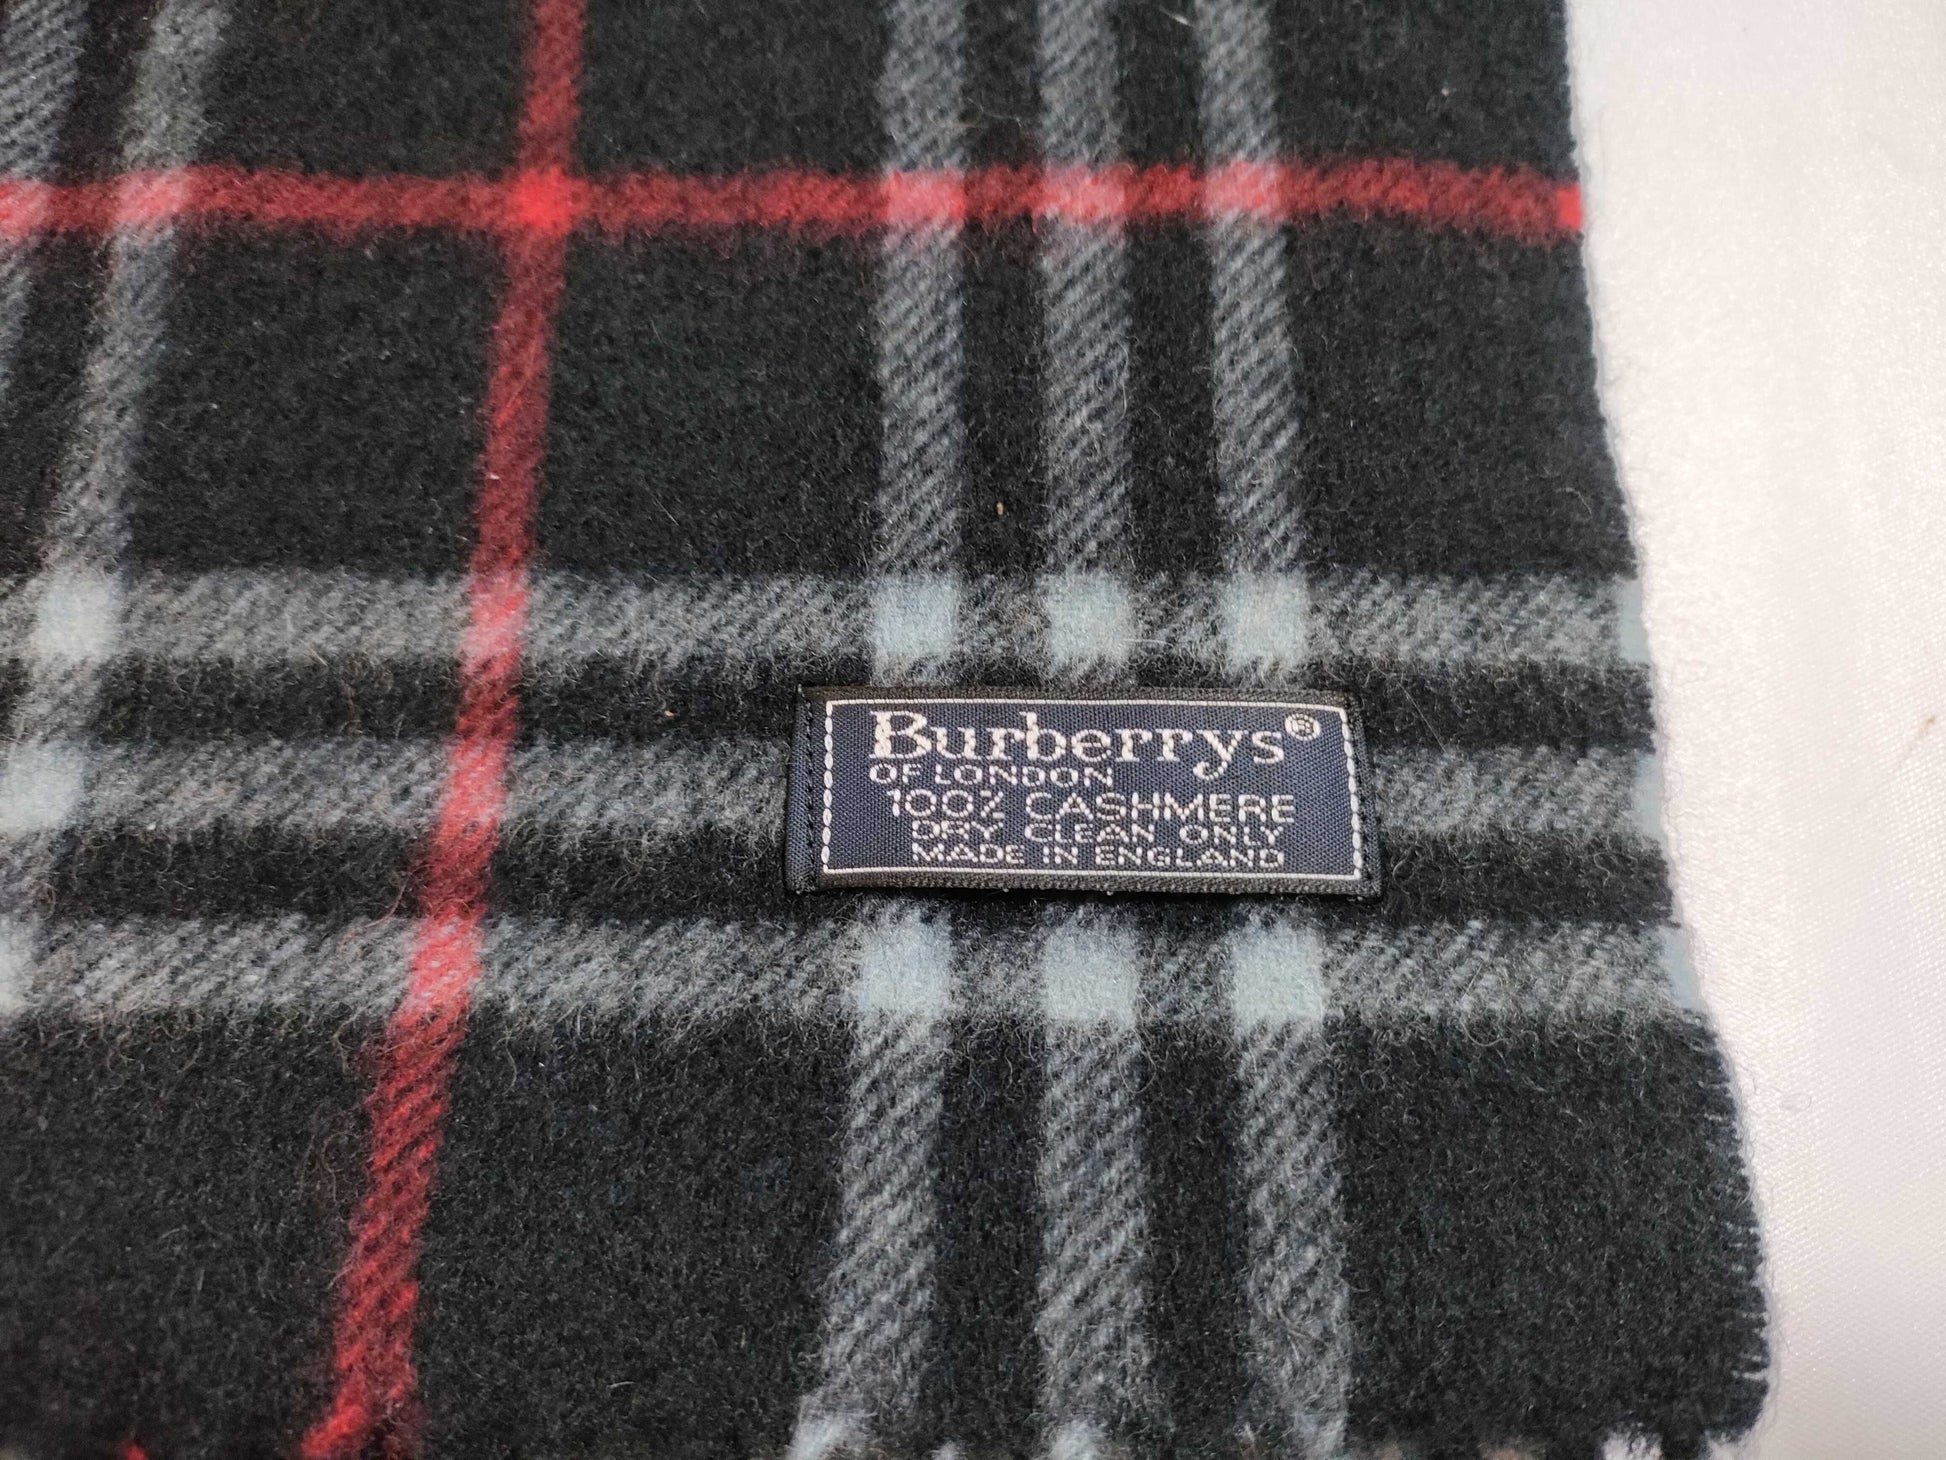 Burberrys®
OF LONDON
100% CASHMERE
DRY CLEAN ONLY
MADE IN ENGLAND